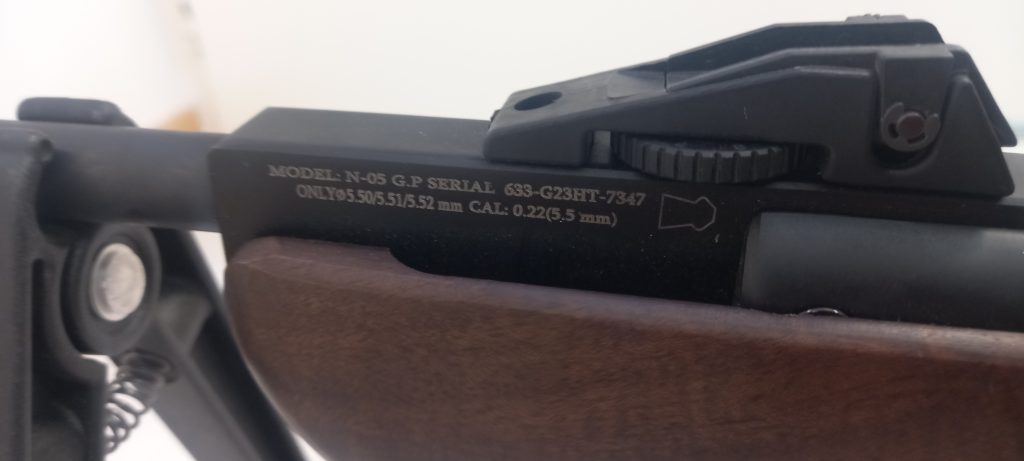 MODEL: N-05 G.P SERIAL 633-G23HT-7347
ONLYø5.50/5.51/5.52 mm CAL: 0.22(5.5 mm)